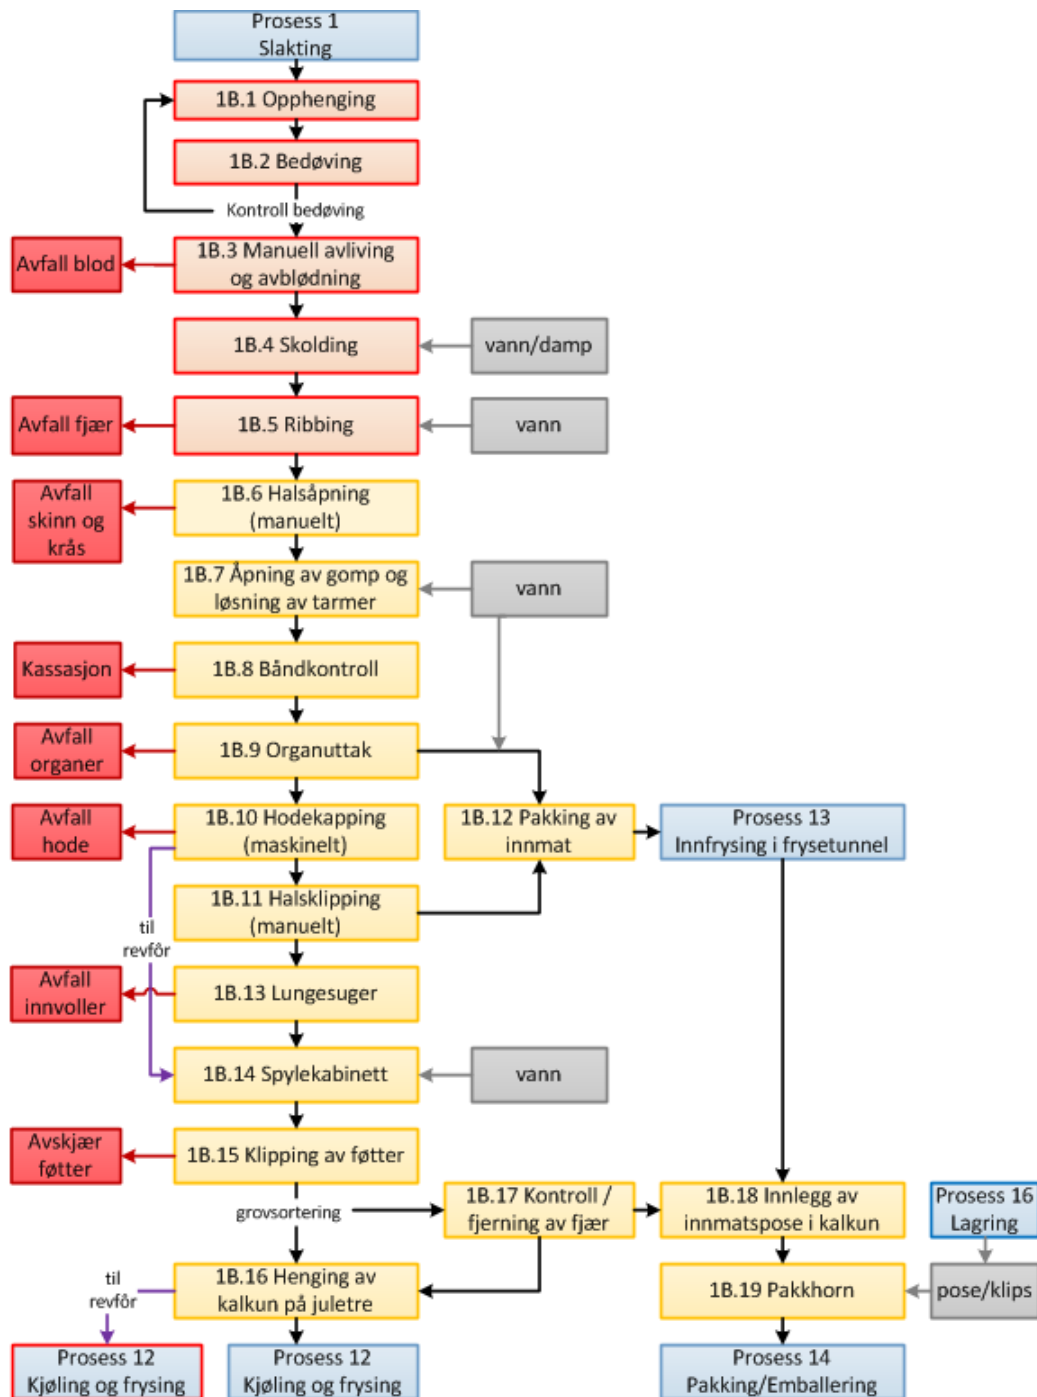 Prosess 1
Slakting
1B.1 Opphenging
1B.2 Bedøving
Kontroll bedøving
Avfall blod
1B.3 Manuell avliving
og avblødning
1B.4 Skolding
vann/damp
Avfall fjær
1B.5 Ribbing
vann
Avfall
skinn og
krås
1B.6 Halsåpning
(manuelt)
1B.7 Åpning av gomp og
løsning av tarmer
vann
Kassasjon
1B.8 Båndkontroll
Avfall
organer
1B.9 Organuttak
Avfall
hode
1B.10 Hodekapping
(maskinelt)
1B.12 Pakking av
innmat
Prosess 13
Innfrysing i frysetunnel
1B.11 Halsklipping
(manuelt)
til
revfôr
Avfall
innvoller
1B.13 Lungesuger
1B.14 Spylekabinett
vann
Avskjær
føtter
1B.15 Klipping av føtter
grovsortering
1B.17 Kontroll /
fjerning av fjær
1B.18 Innlegg av
innmatspose i kalkun
Prosess 16
Lagring
til
revfôr
1B.16 Henging av
kalkun på juletre
1B.19 Pakkhorn
pose/klips
Prosess 12
Kjøling og frysing
Prosess 12
Kjøling og frysing
Prosess 14
Pakking/Emballering